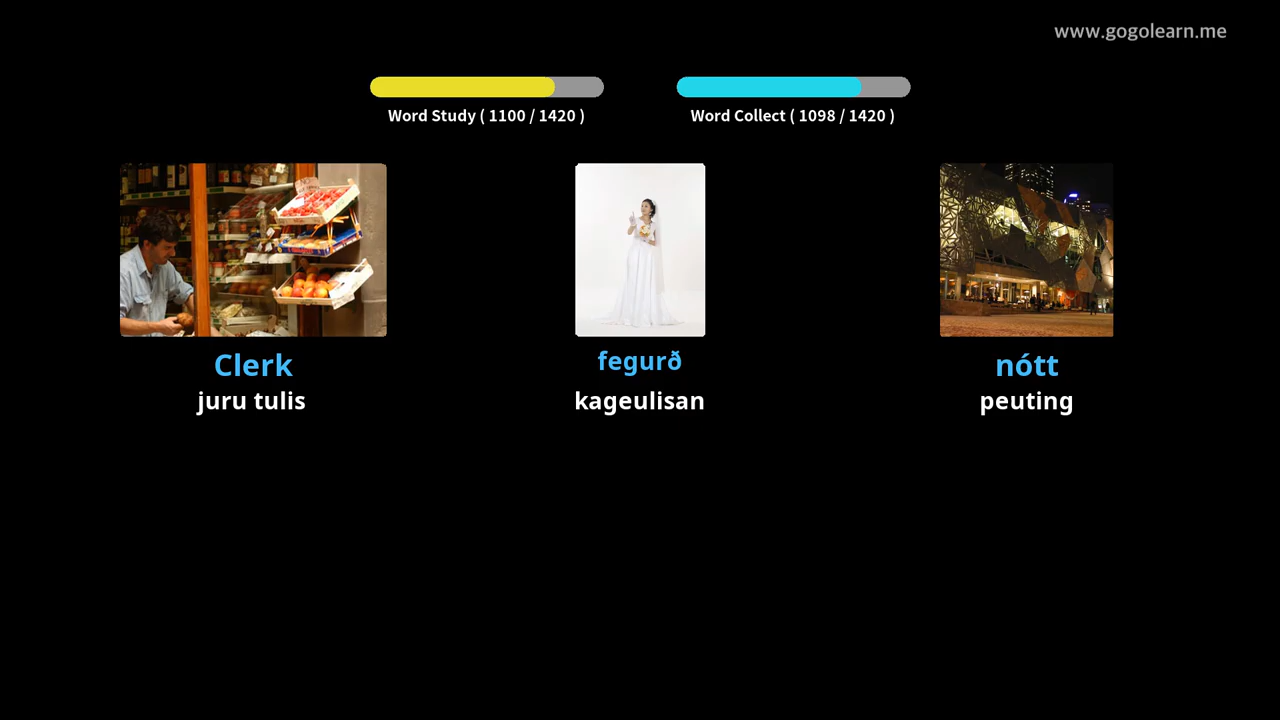 www.gogolearn.me
Word Study ( 1100 / 1420 )
Word Collect ( 1098 / 1420 )
Clerk
fegurð
nótt
juru tulis
kageulisan
peuting